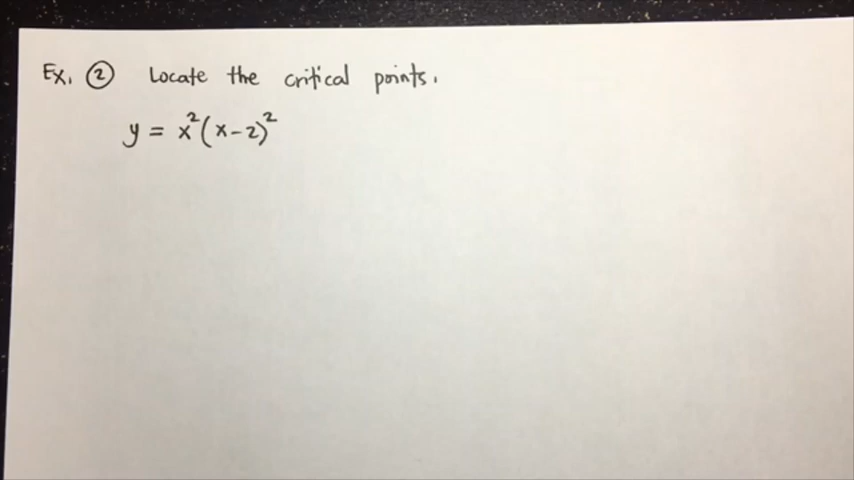 Ex. ② Locate the critical points.
y = x²(x-2)²